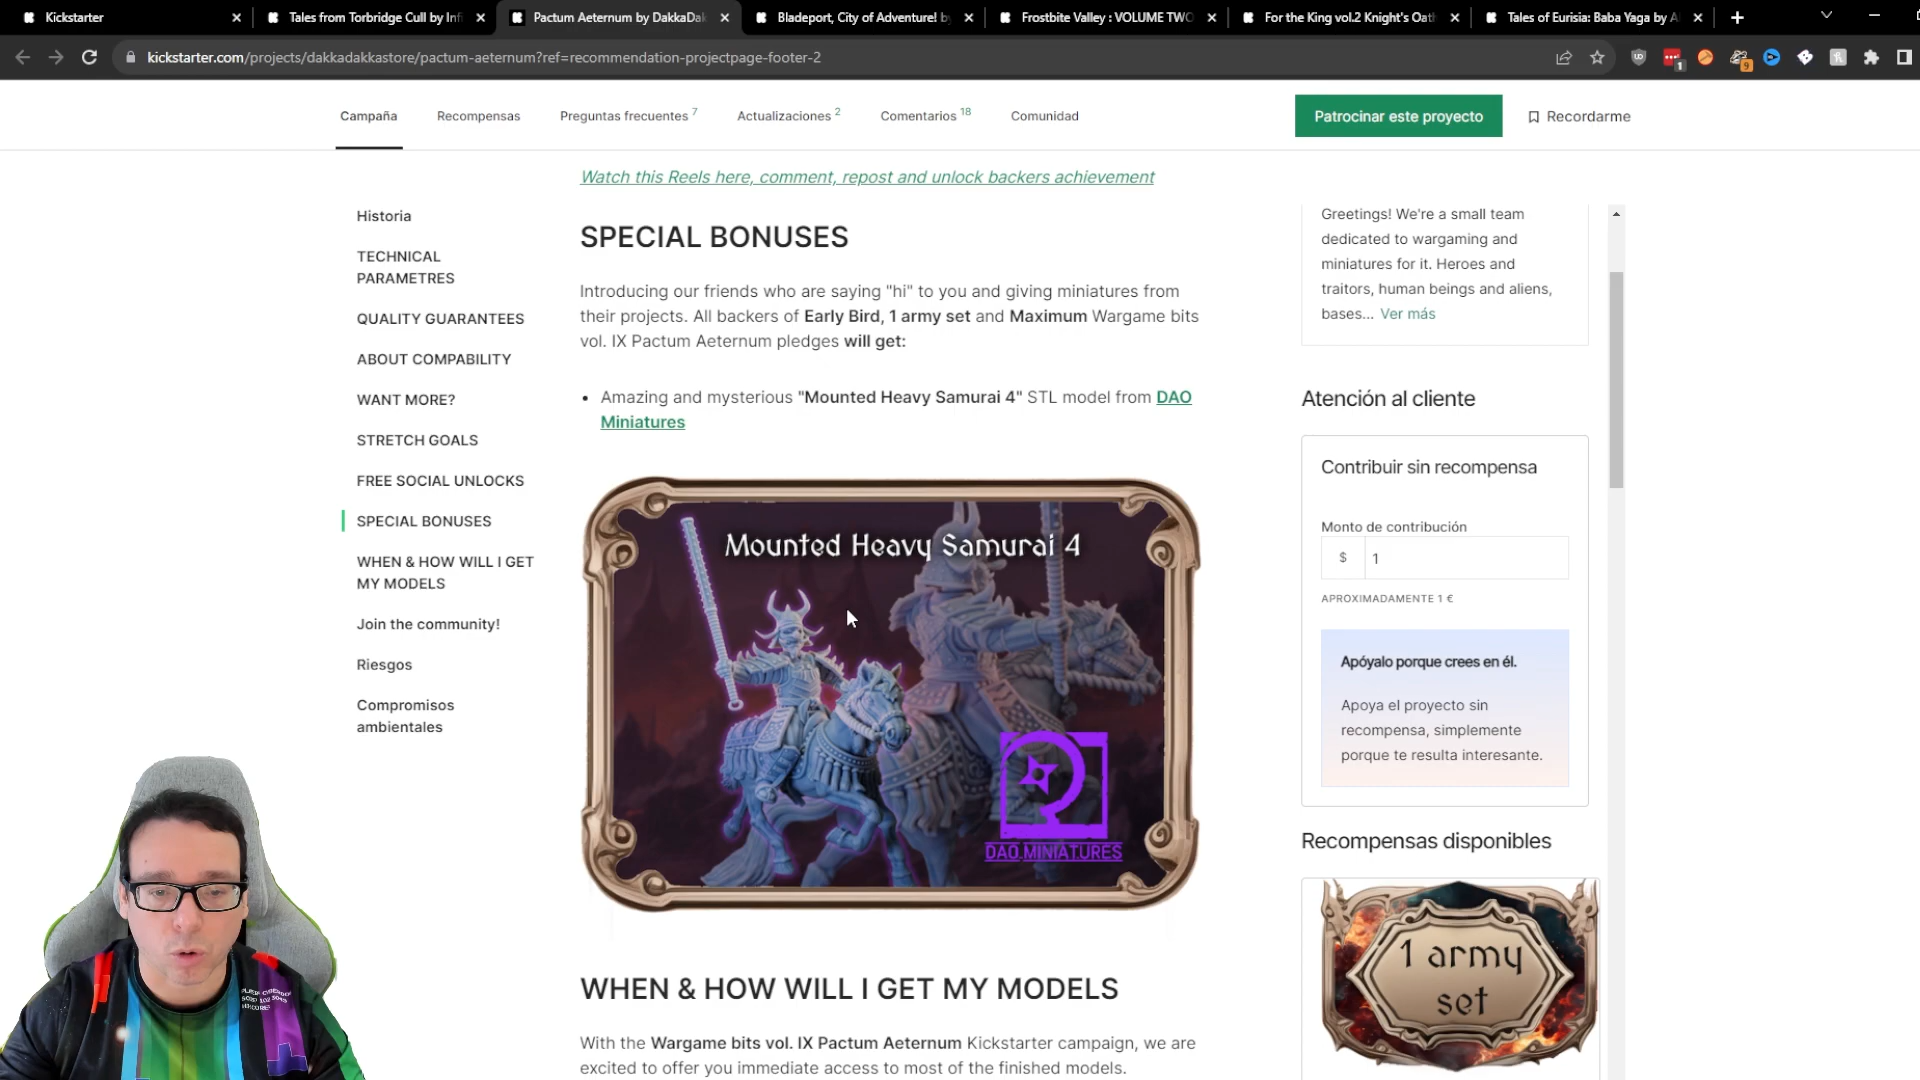 Kickstarter
Tales from Torbridge Cull by Infi
Pactum Aeternum by DakkaDak
Bladeport, City of Adventure! by
Frostbite Valley : VOLUME TWO
For the King vol.2 Knight's Oath
Tales of Eurisia: Baba Yaga by A
kickstarter.com/projects/dakkadakkastore/pactum-aeternum?ref=recommendation-projectpage-footer-2
1
9
Campaña
Recompensas
Preguntas frecuentes 7
Actualizaciones 2
Comentarios 18
Comunidad
Patrocinar este proyecto
Recordarme
Historia
TECHNICAL
PARAMETRES
QUALITY GUARANTEES
ABOUT COMPABILITY
WANT MORE?
STRETCH GOALS
FREE SOCIAL UNLOCKS
SPECIAL BONUSES
WHEN & HOW WILL I GET
MY MODELS
Join the community!
Riesgos
Compromisos
ambientales
Watch this Reels here, comment, repost and unlock backers achievement
SPECIAL BONUSES
Introducing our friends who are saying "hi" to you and giving miniatures from
their projects. All backers of Early Bird, 1 army set and Maximum Wargame bits
vol. IX Pactum Aeternum pledges will get:
• Amazing and mysterious "Mounted Heavy Samurai 4" STL model from DAO
Miniatures
Mounted Heavy Samurai 4
DAO.MINIATURES
WHEN & HOW WILL I GET MY MODELS
With the Wargame bits vol. IX Pactum Aeternum Kickstarter campaign, we are
excited to offer you immediate access to most of the finished models.
Greetings! We're a small team
dedicated to wargaming and
miniatures for it. Heroes and
traitors, human beings and aliens,
bases... Ver más
Atención al cliente
Contribuir sin recompensa
Monto de contribución
$ 1
APROXIMADAMENTE 1 €
Apóyalo porque crees en él.
Apoya el proyecto sin
recompensa, simplemente
porque te resulta interesante.
Recompensas disponibles
1 army
set